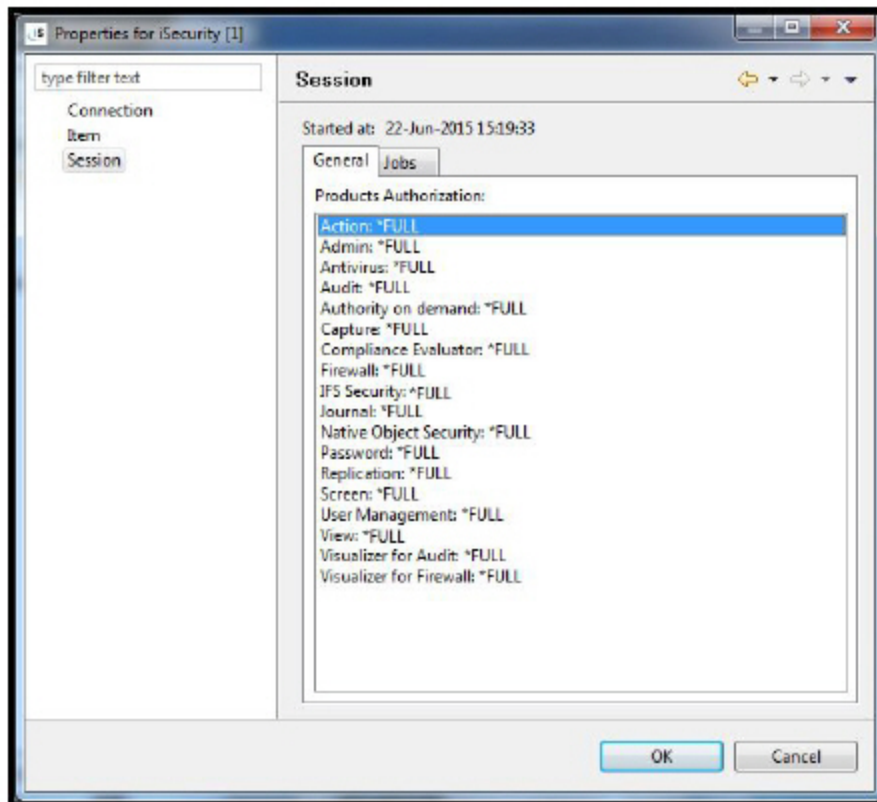 Properties for iSecurity [1]
type filter text
Connection
Item
Session
Session
Started at: 22-Jun-2015 15:19:33
General Jobs
Products Authorization:
Action: *FULL
Admin: *FULL
Antivirus: *FULL
Audit: *FULL
Authority on demand: *FULL
Capture: *FULL
Compliance Evaluator: *FULL
Firewall: *FULL
IFS Security: *FULL
Journal: *FULL
Native Object Security: *FULL
Password: *FULL
Replication: *FULL
Screen: *FULL
User Management: *FULL
View: *FULL
Visualizer for Audit: *FULL
Visualizer for Firewall: *FULL
OK Cancel